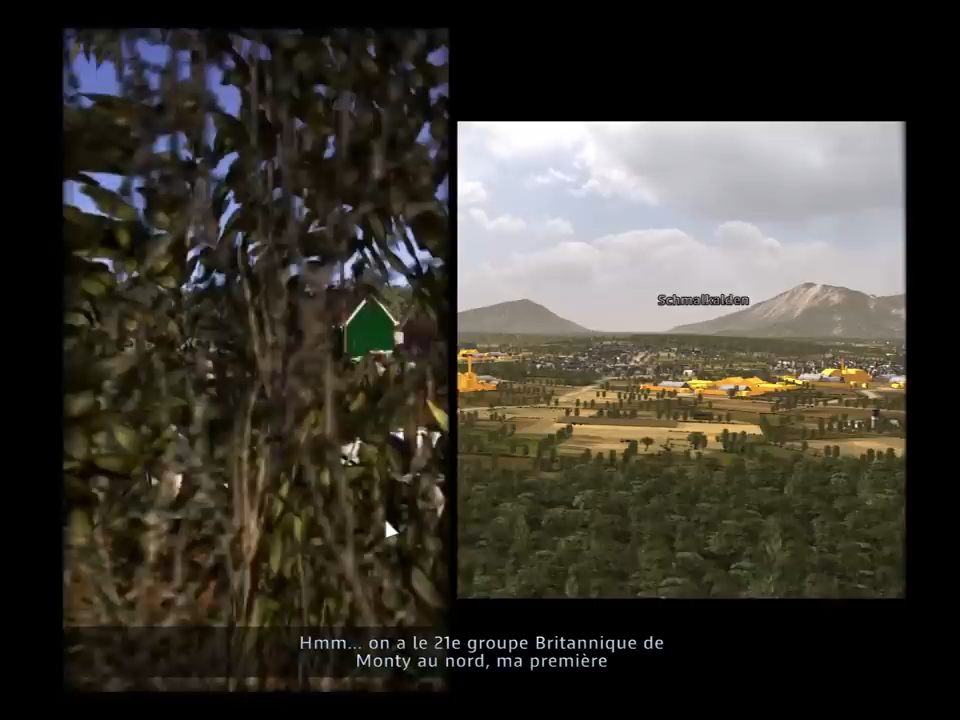 Schmalkalden
Hmm... on a le 21e groupe Britannique de
Monty au nord, ma première